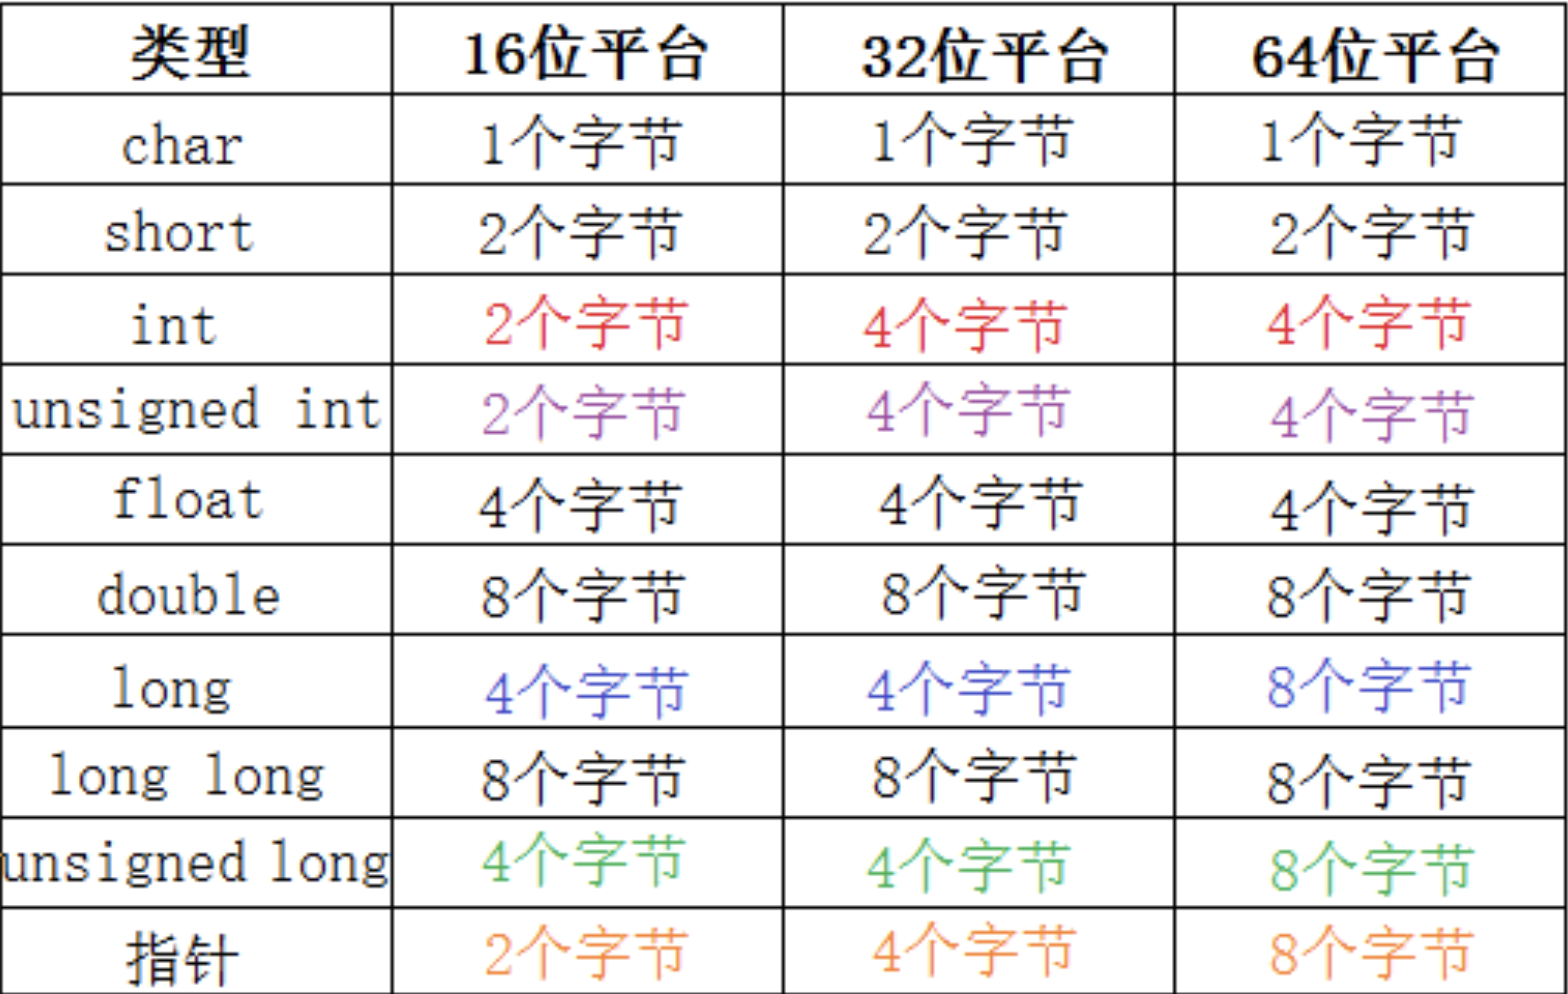 类型 16位平台 32位平台 64位平台
char 1个字节 1个字节 1个字节
short 2个字节 2个字节 2个字节
int 2个字节 4个字节 4个字节
unsigned int 2个字节 4个字节 4个字节
float 4个字节 4个字节 4个字节
double 8个字节 8个字节 8个字节
long 4个字节 4个字节 8个字节
long long 8个字节 8个字节 8个字节
unsigned long 4个字节 4个字节 8个字节
指针 2个字节 4个字节 8个字节